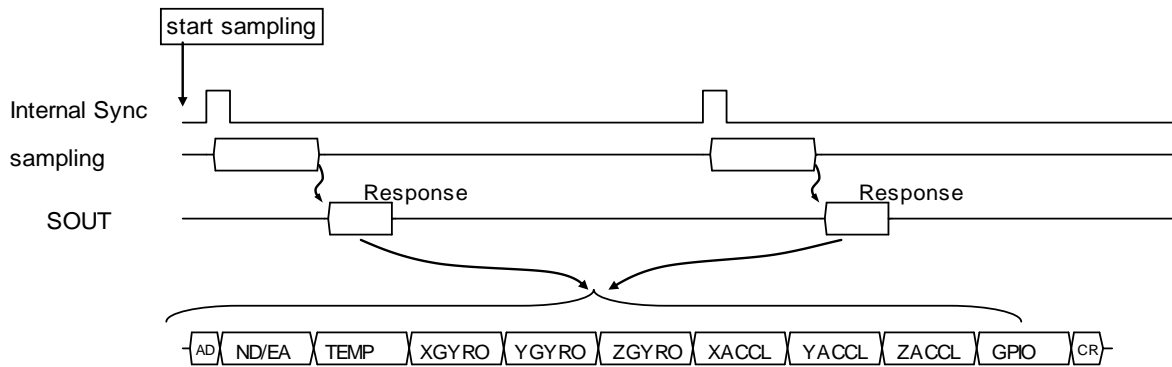 start sampling
Internal Sync
sampling
Response Response
SOUT
AD ND/EA TEMP XGYRO YGYRO ZGYRO XACCL YACCL ZACCL GPIO CR